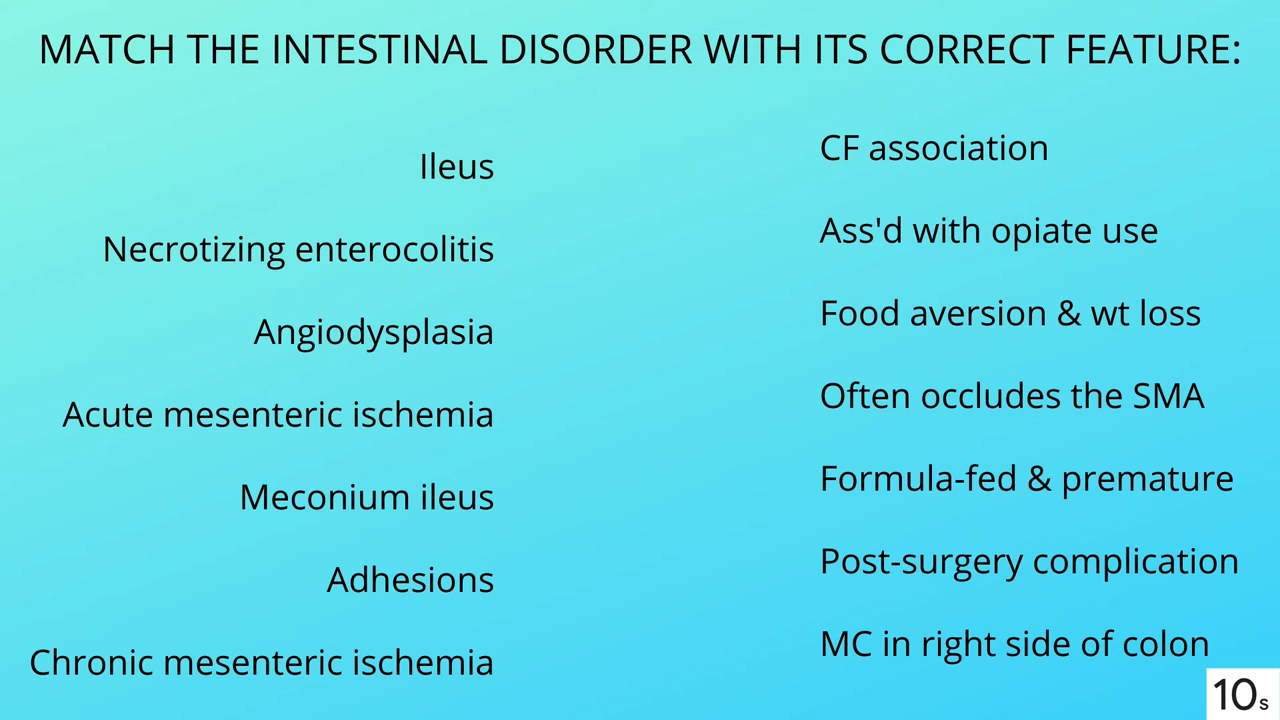 MATCH THE INTESTINAL DISORDER WITH ITS CORRECT FEATURE:
Ileus
Necrotizing enterocolitis
Angiodysplasia
Acute mesenteric ischemia
Meconium ileus
Adhesions
Chronic mesenteric ischemia
CF association
Ass'd with opiate use
Food aversion & wt loss
Often occludes the SMA
Formula-fed & premature
Post-surgery complication
MC in right side of colon
10s